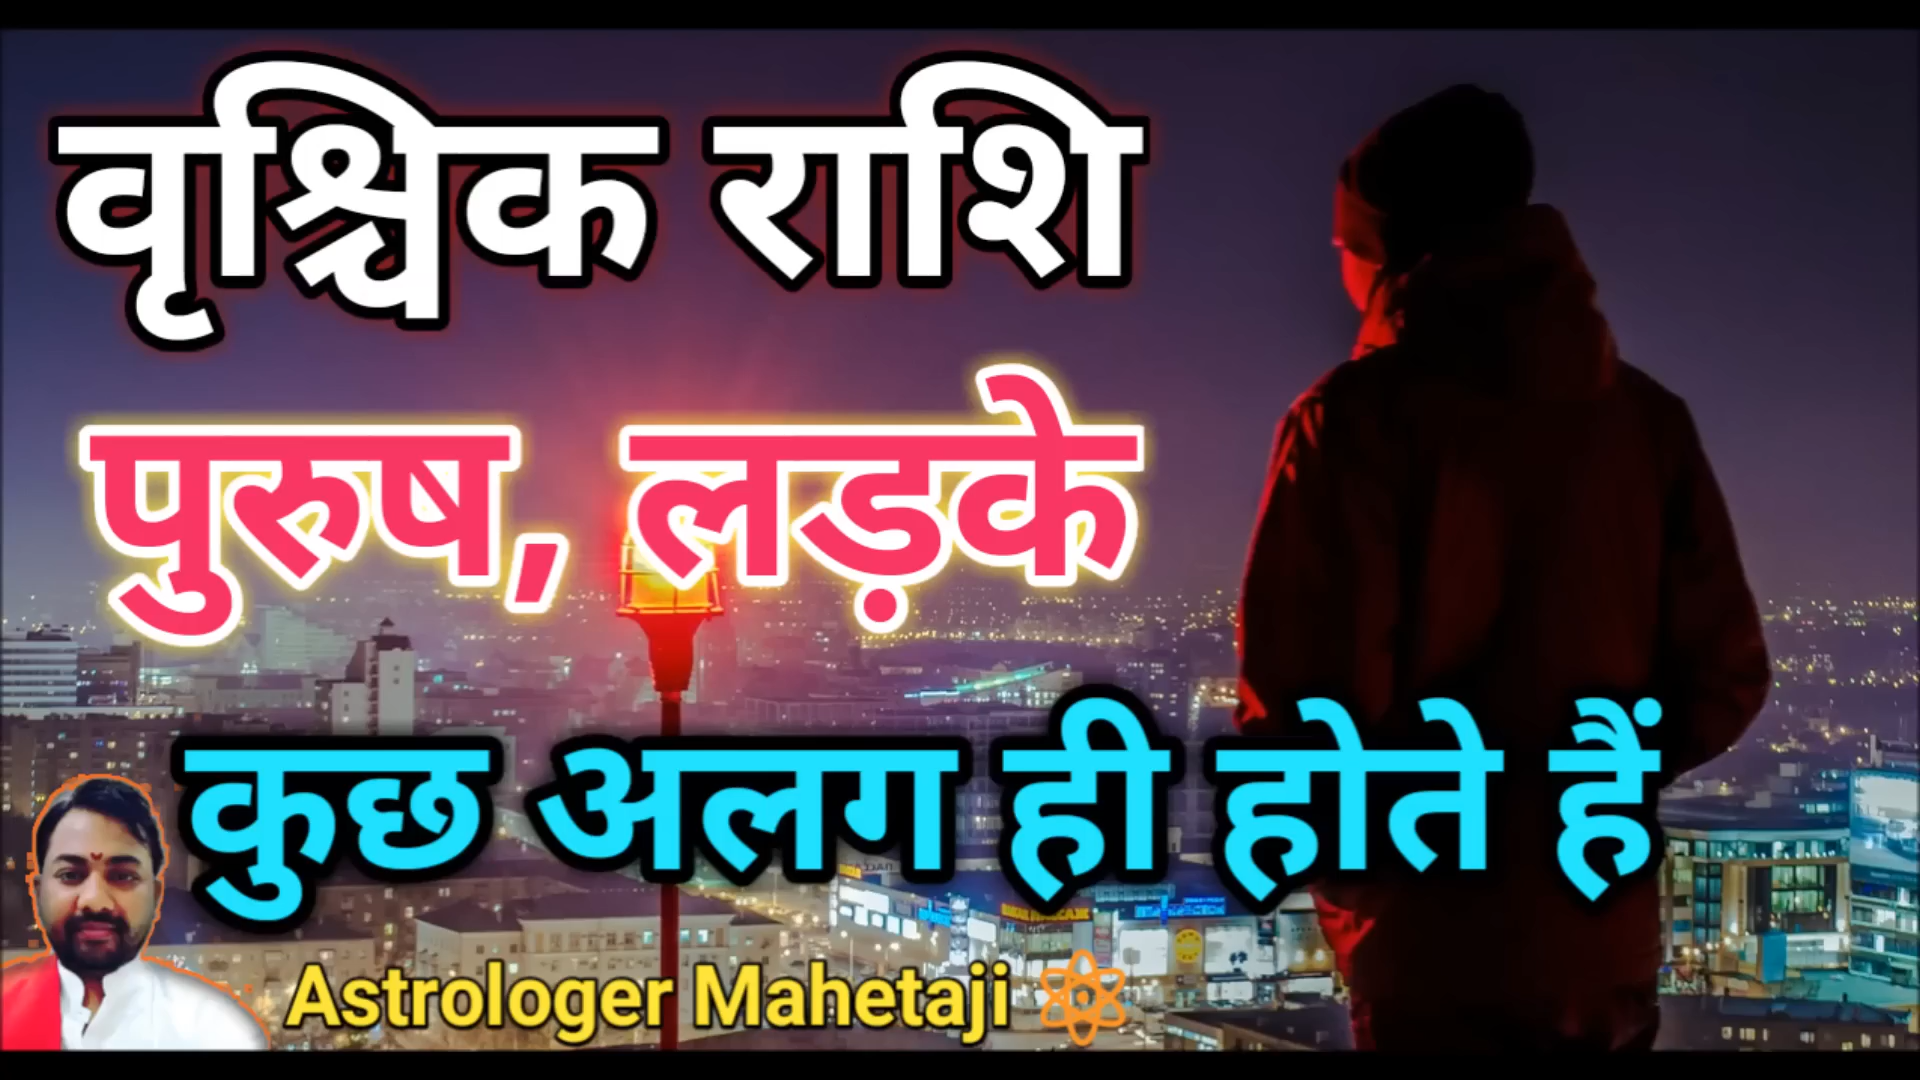 वृश्चिक राशि
पुरुष, लड़के
कुछ अलग ही होते हैं
Astrologer Mahetaji